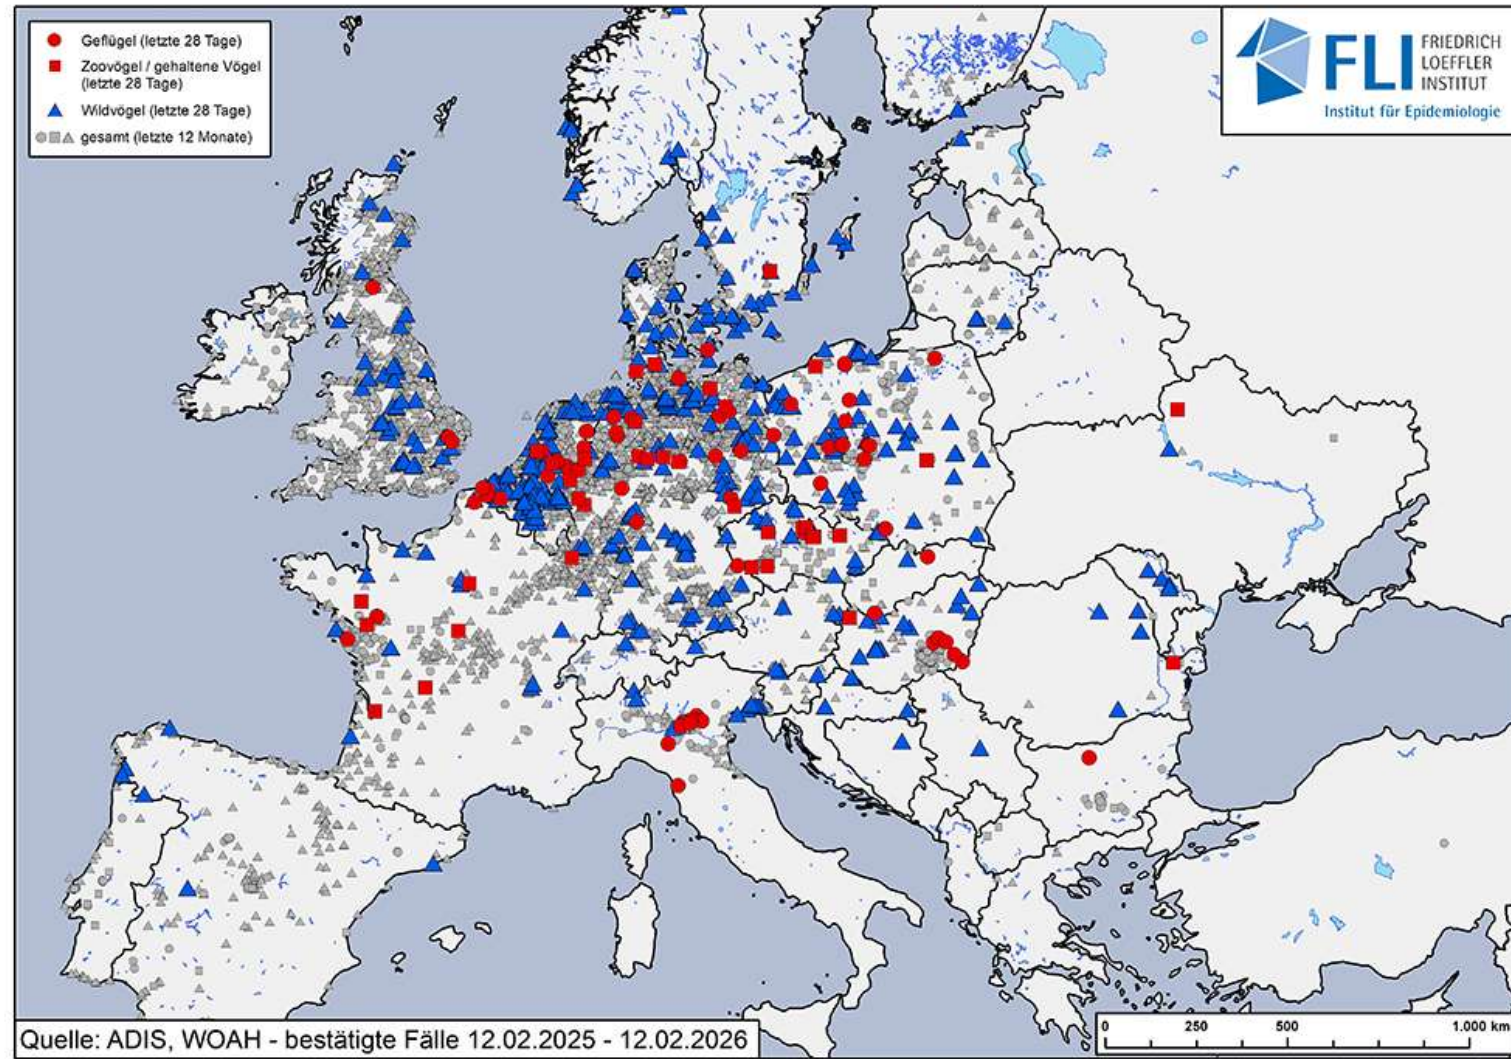 Geflügel (letzte 28 Tage)
Zoovögel / gehaltene Vögel
(letzte 28 Tage)
Wildvögel (letzte 28 Tage)
gesamt (letzte 12 Monate)
FLI
FRIEDRICH
LOEFFLER
INSTITUT
Institut für Epidemiologie
Quelle: ADIS, WOAH - bestätigte Fälle 12.02.2025 - 12.02.2026
0 250 500 1.000 km